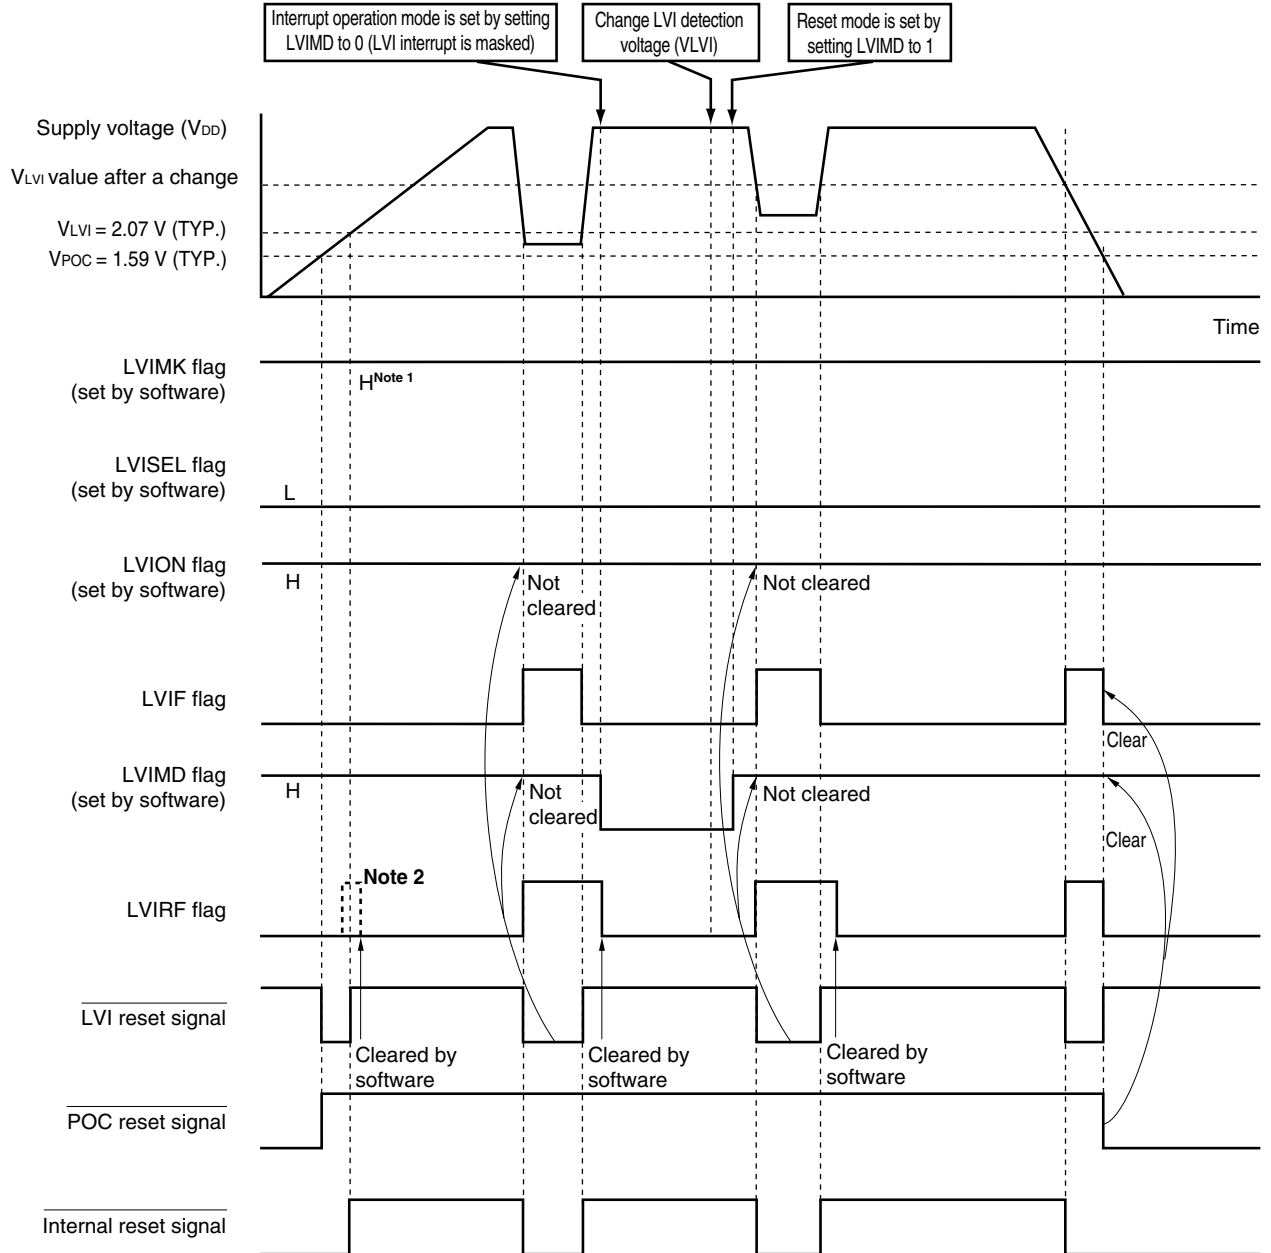 Interrupt operation mode is set by setting
LVIMD to 0 (LVI interrupt is masked)
Change LVI detection
voltage (VLVI)
Reset mode is set by
setting LVIMD to 1
Supply voltage (VDD)
VLVI value after a change
VLVI = 2.07 V (TYP.)
VPOC = 1.59 V (TYP.)
Time
LVIMK flag
(set by software)
HNote 1
LVISEL flag
(set by software)
L
LVION flag
(set by software)
H
Not
cleared
Not cleared
LVIF flag
Clear
LVIMD flag
(set by software)
H
Not
cleared
Not cleared
Clear
Note 2
LVIRF flag
LVI reset signal
Cleared by
software
Cleared by
software
Cleared by
software
POC reset signal
Internal reset signal